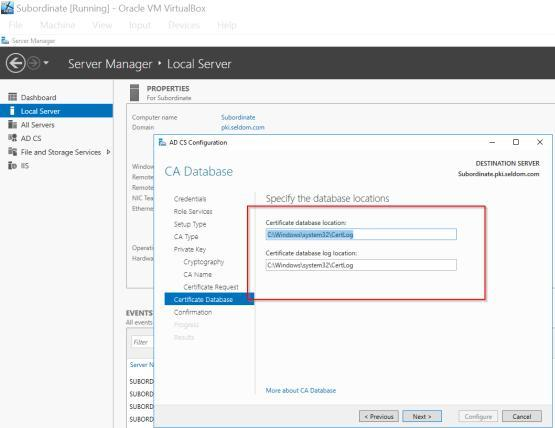 Subordinate [Running] - Oracle VM VirtualBox
File Machine View Input Devices Help
Server Manager
Server Manager • Local Server
Dashboard
Local Server
All Servers
AD CS
File and Storage Services
IIS
PROPERTIES
For Subordinate
Computer name Subordinate
Domain pki.seldom.com
Window
Remote
Remote
NIC Tea
Etherne
Operati
Hardwa
EVENTS
All events
Filter
Server N
SUBORD
SUBORD
SUBORD
SUBORD
AD CS Configuration
CA Database
DESTINATION SERVER
Subordinate.pki.seldom.com
Credentials
Role Services
Setup Type
CA Type
Private Key
Cryptography
CA Name
Certificate Request
Certificate Database
Confirmation
Progress
Results
Specify the database locations
Certificate database location:
C:\Windows\system32\CertLog
Certificate database log location:
C:\Windows\system32\CertLog
More about CA Database
< Previous Next > Configure Cancel